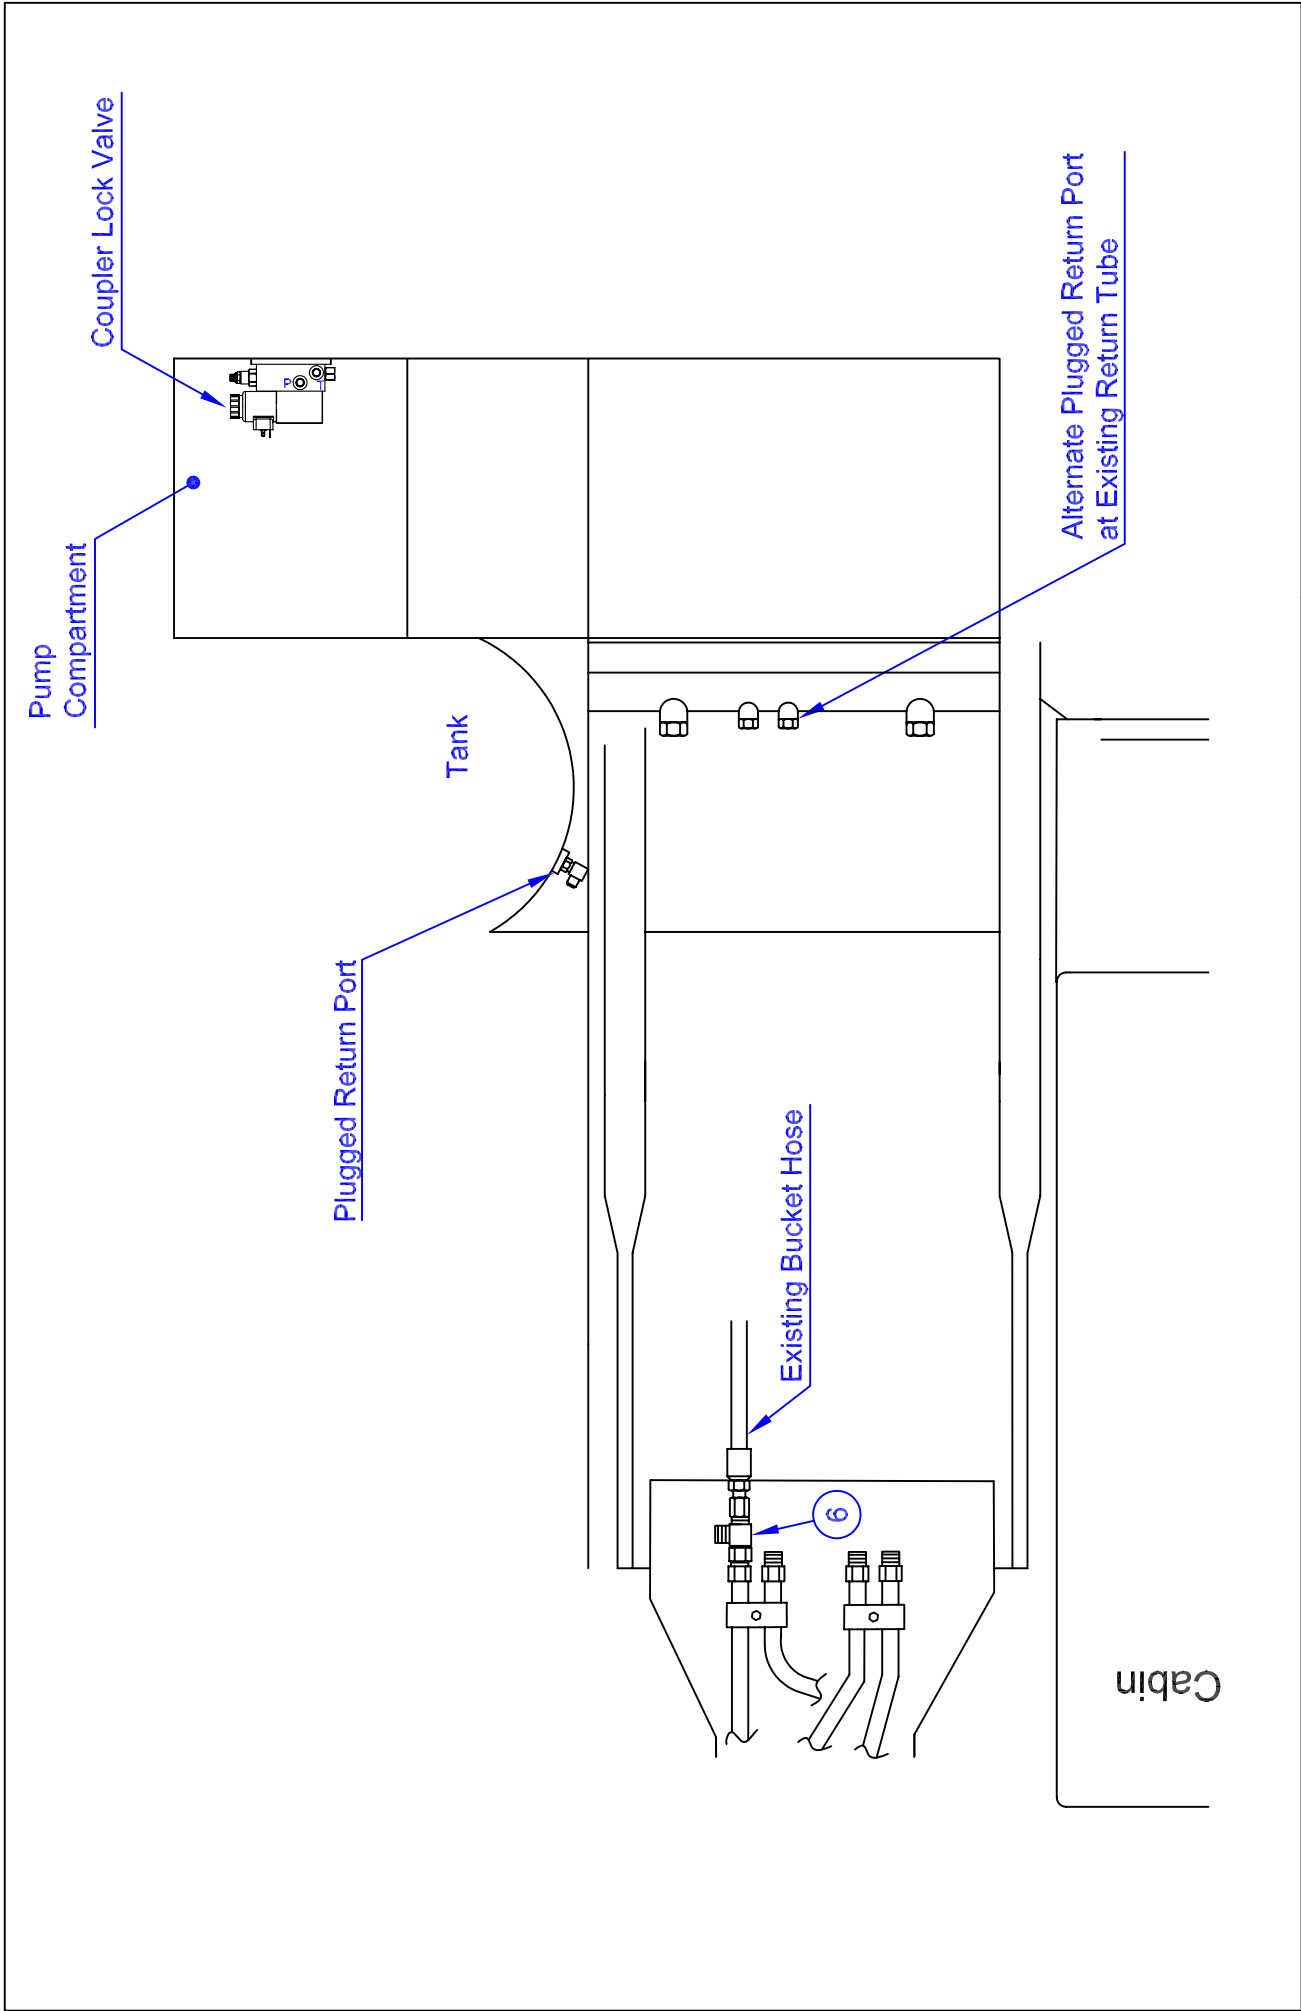 Pump
Compartment
Coupler Lock Valve
P
T
Plugged Return Port
Tank
Existing Bucket Hose
9
Alternate Plugged Return Port
at Existing Return Tube
Cabin